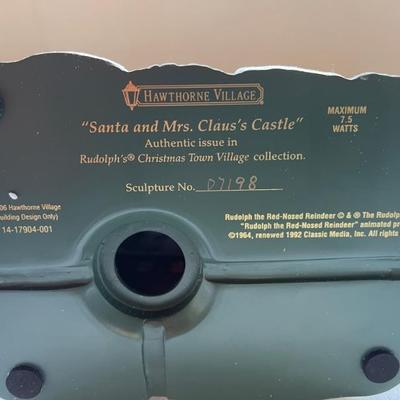 HAWTHORNE VILLAGE®
"Santa and Mrs. Claus's Castle"
Authentic issue in
Rudolph's® Christmas Town Village collection.
Sculpture No. 07198
MAXIMUM
7.5
WATTS
06 Hawthorne Village
uilding Design Only)
14-17904-001
Rudolph the Red-Nosed Reindeer © & ® The Rudolph
"Rudolph the Red-Nosed Reindeer" animated pr
©1964, renewed 1992 Classic Media, Inc. All rights